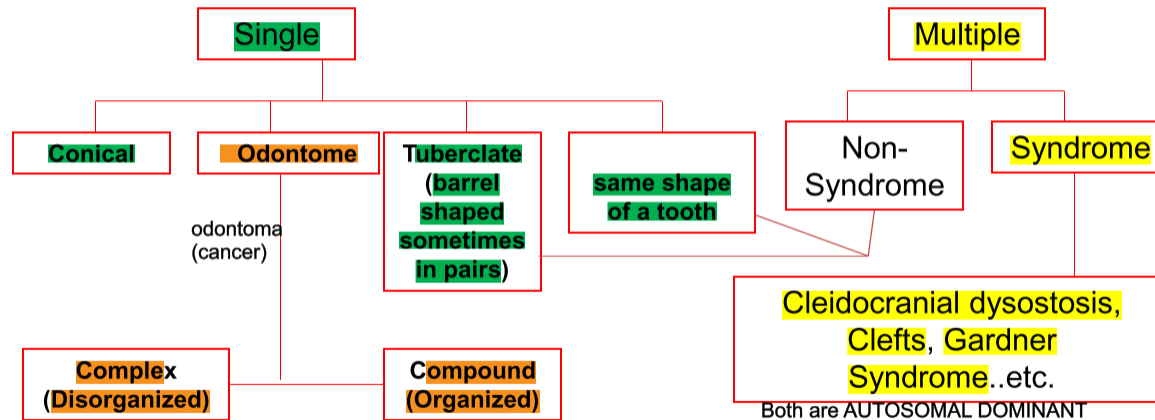 Single
Multiple
Conical
Odontome
Tuberclate
(barrel
shaped
sometimes
in pairs)
same shape
of a tooth
Non-
Syndrome
Syndrome
odontoma
(cancer)
Complex
(Disorganized)
Compound
(Organized)
Cleidocranial dysostosis,
Clefts, Gardner
Syndrome..etc.
Both are AUTOSOMAL DOMINANT